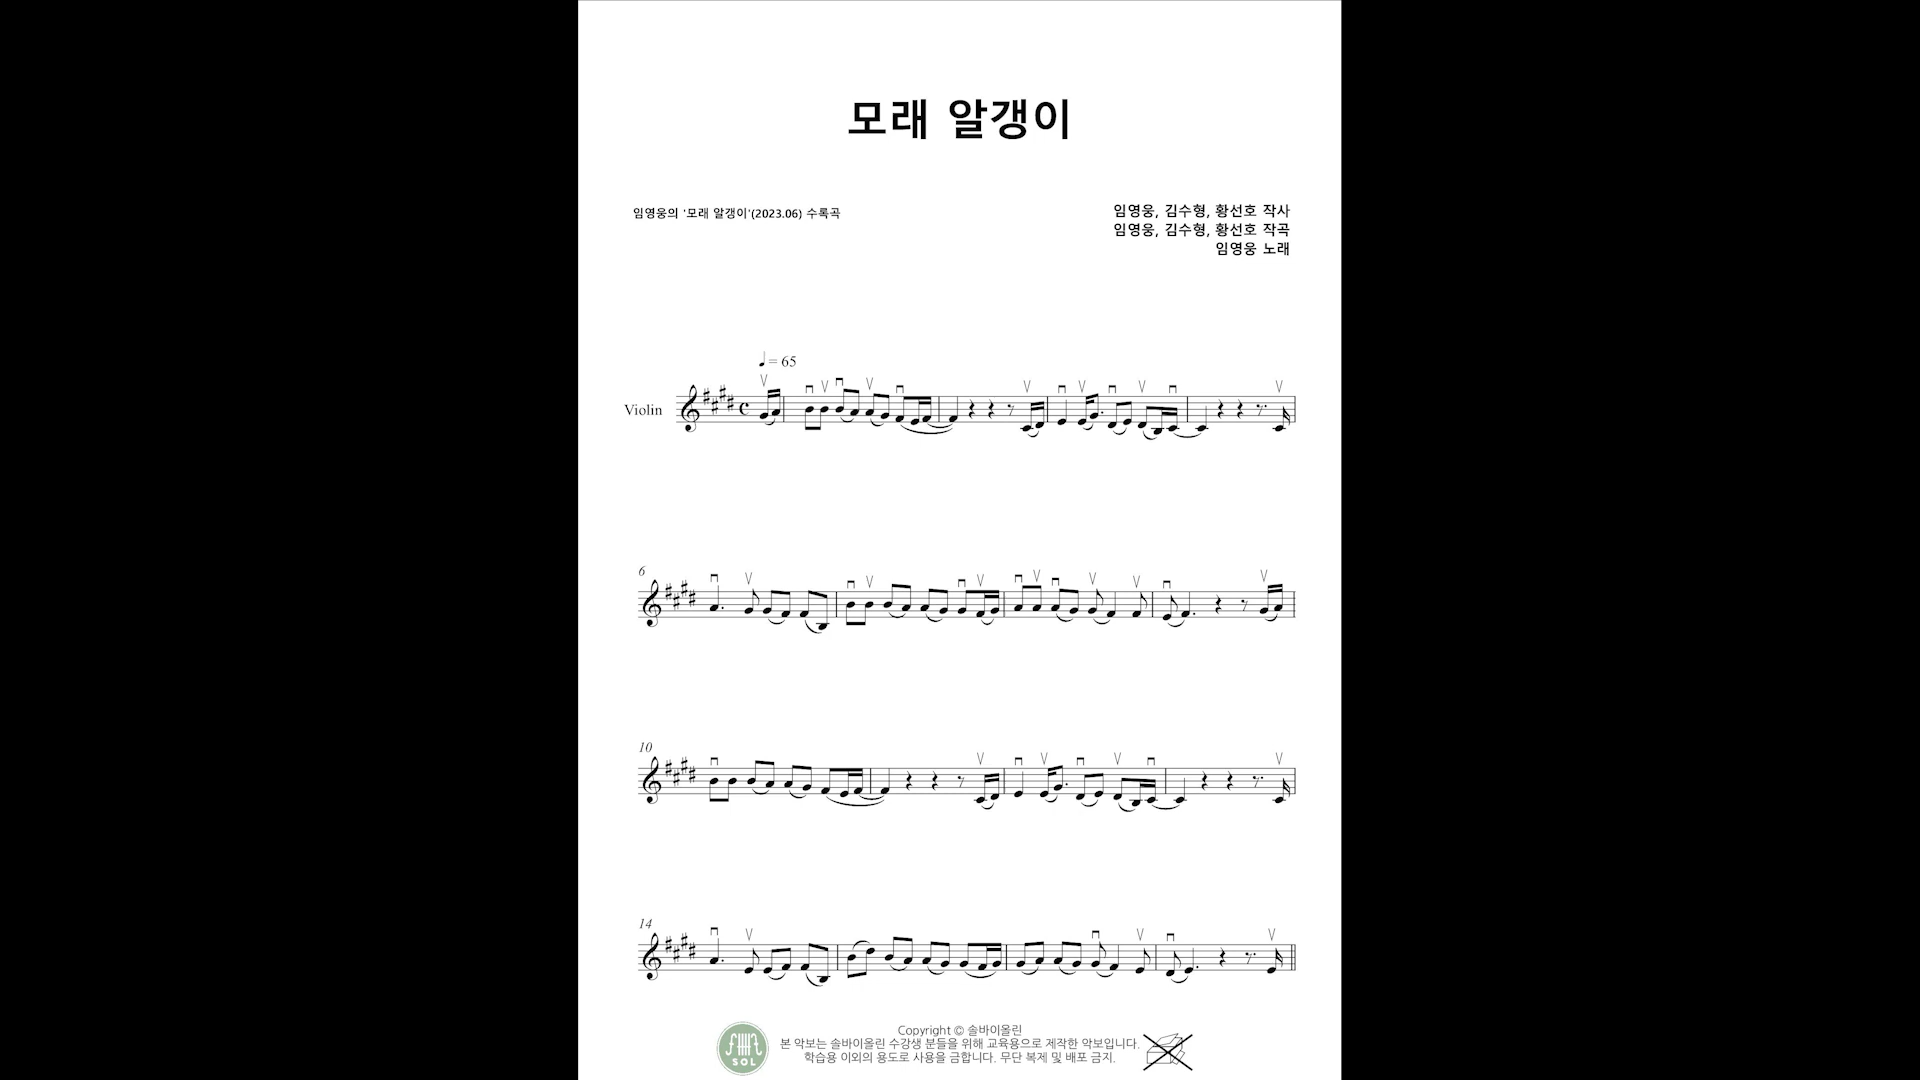 모래 알갱이
임영웅의 '모래 알갱이'(2023.06) 수록곡
임영웅, 김수형, 황선호 작사
임영웅, 김수형, 황선호 작곡
임영웅 노래
= 65
Violin
6
10
14
SOL
Copyright © 솔바이올린
본 악보는 솔바이올린 수강생 분들을 위해 교육용으로 제작한 악보입니다.
학습용 이외의 용도로 사용을 금합니다. 무단 복제 및 배포 금지.